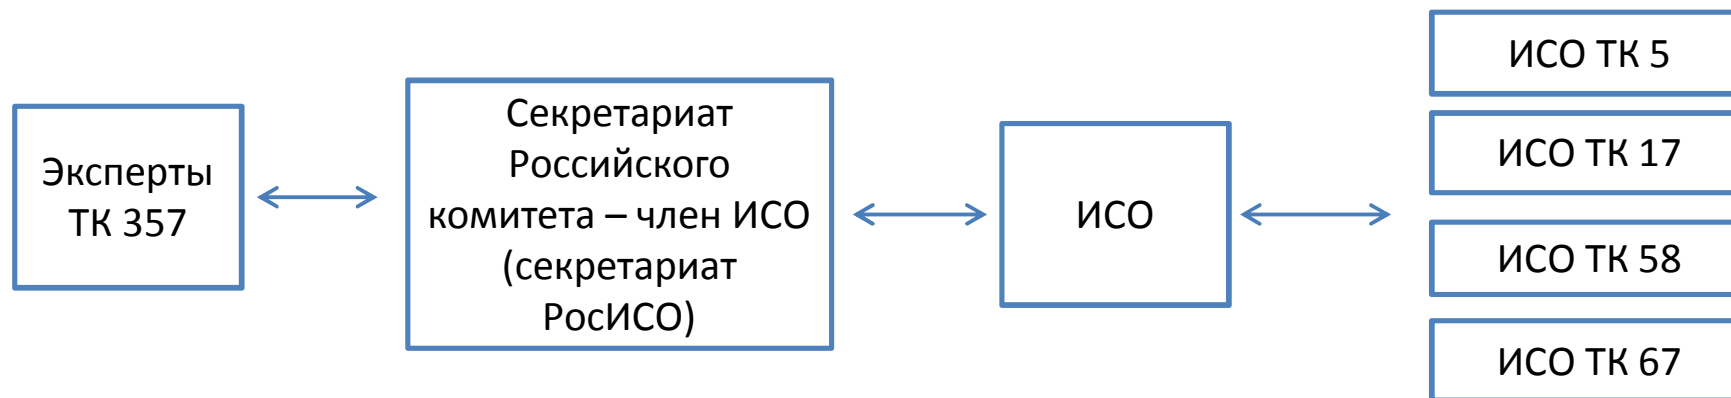 Эксперты
ТК 357
Секретариат
Российского
комитета – член ИСО
(секретариат
РосИСО)
ИСО
ИСО ТК 5
ИСО ТК 17
ИСО ТК 58
ИСО ТК 67